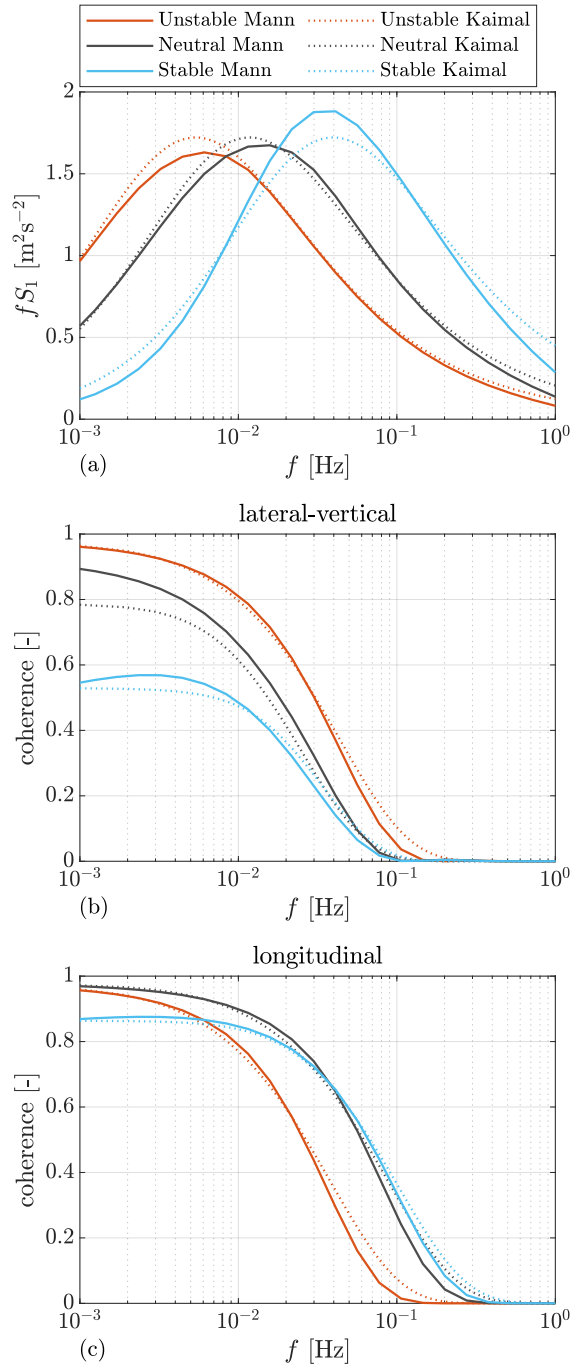 Unstable Mann Unstable Kaimal
Neutral Mann Neutral Kaimal
Stable Mann Stable Kaimal
2
1.5
1
0.5
0
fS₁ [m²s⁻²]
10⁻³ 10⁻² 10⁻¹ 10⁰
(a) f [Hz]
lateral-vertical
1
0.8
0.6
0.4
0.2
0
coherence [-]
10⁻³ 10⁻² 10⁻¹ 10⁰
(b) f [Hz]
longitudinal
1
0.8
0.6
0.4
0.2
0
coherence [-]
10⁻³ 10⁻² 10⁻¹ 10⁰
(c) f [Hz]